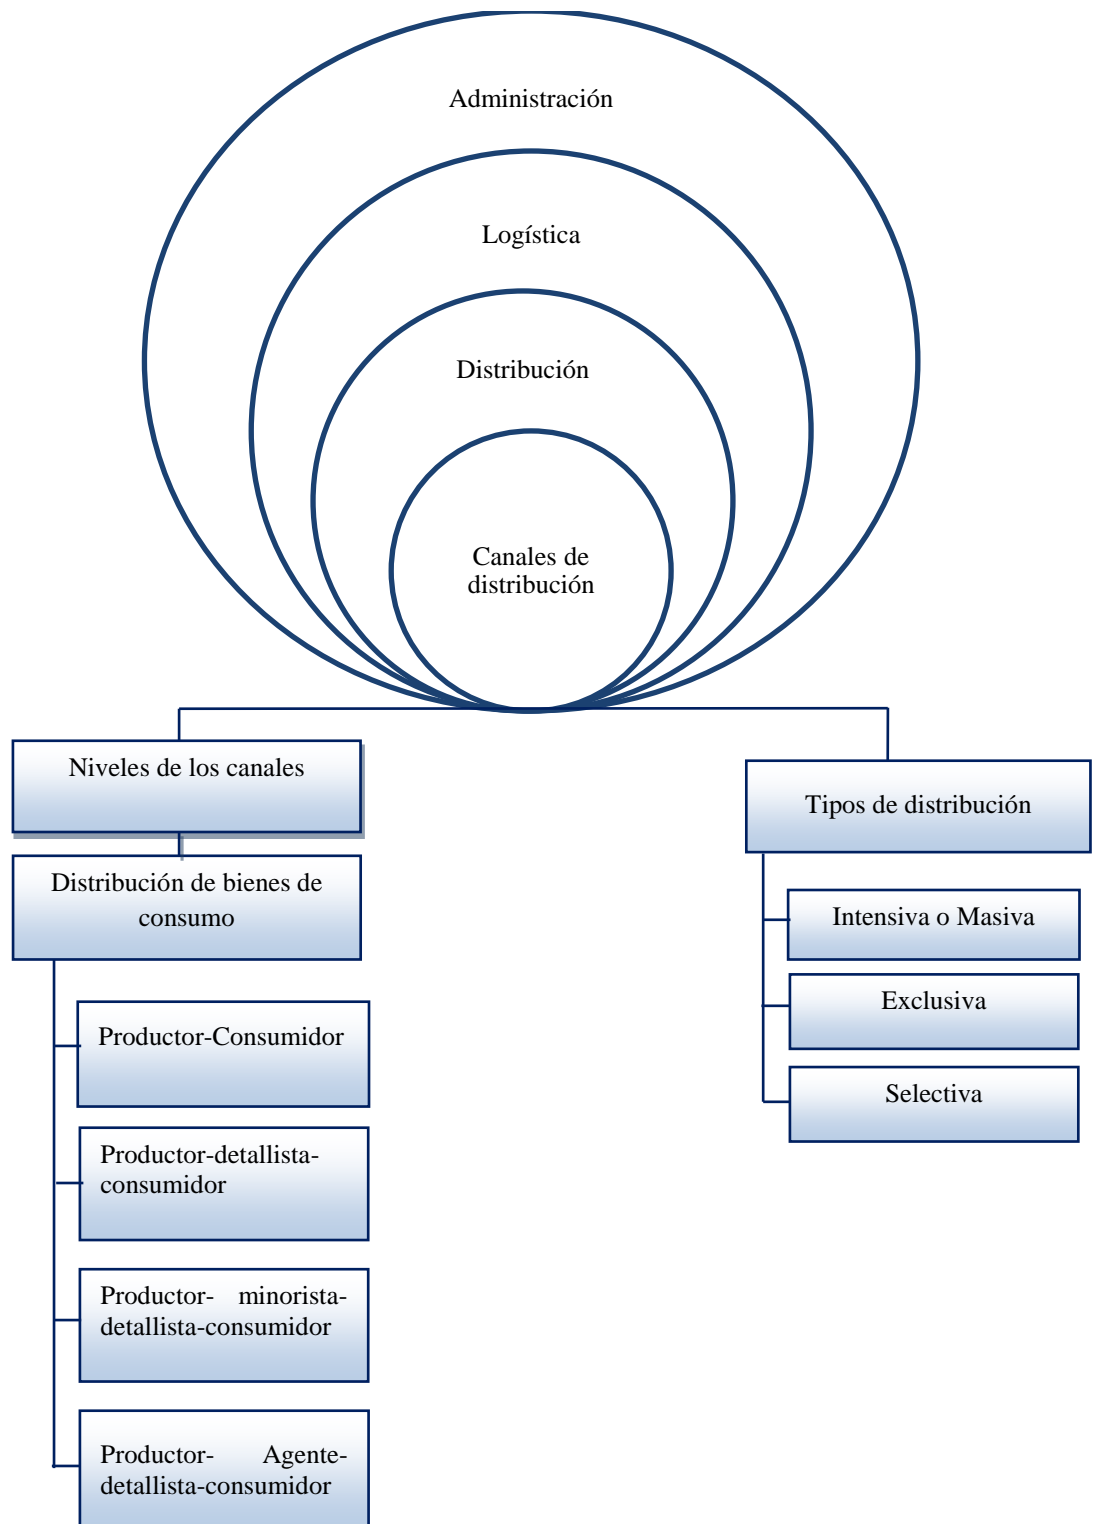 Administración
Logística
Distribución
Canales de
distribución
Niveles de los canales
Distribución de bienes de
consumo
Productor-Consumidor
Productor-detallista-
consumidor
Productor- minorista-
detallista-consumidor
Productor- Agente-
detallista-consumidor
Tipos de distribución
Intensiva o Masiva
Exclusiva
Selectiva